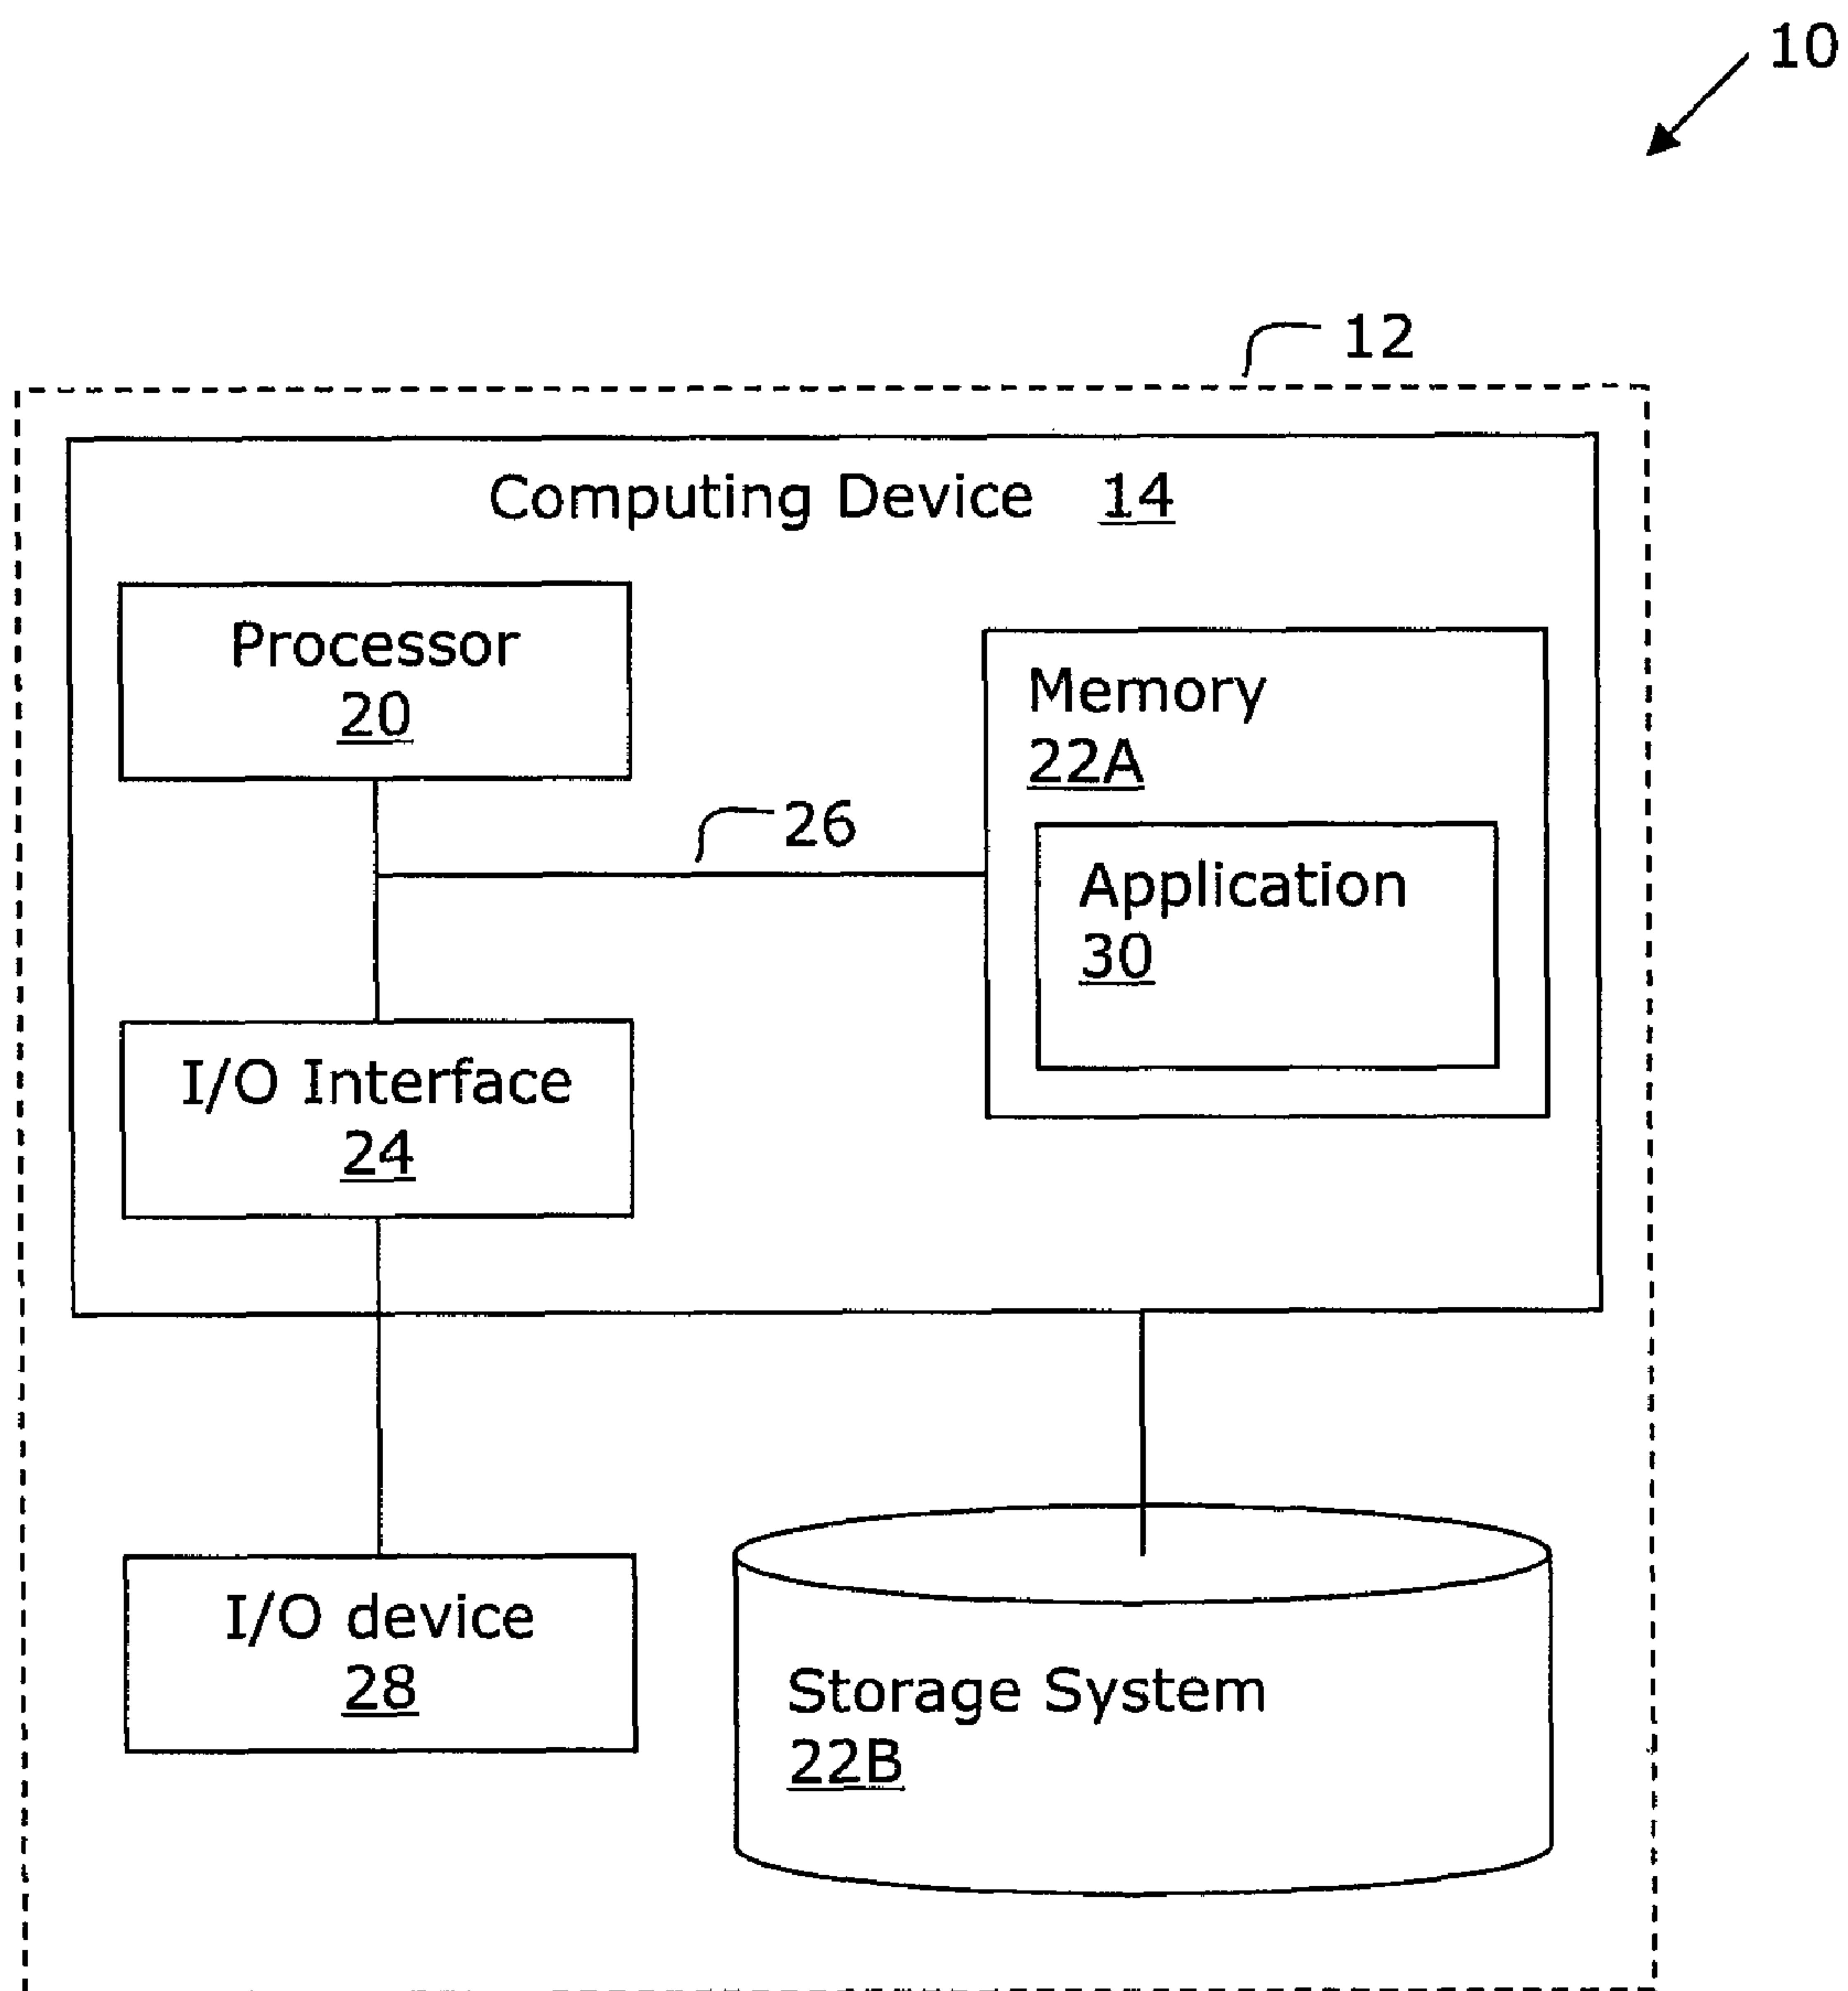 10
12
Computing Device 14
Processor
20
Memory
22A
26
Application
30
I/O Interface
24
I/O device
28
Storage System
22B